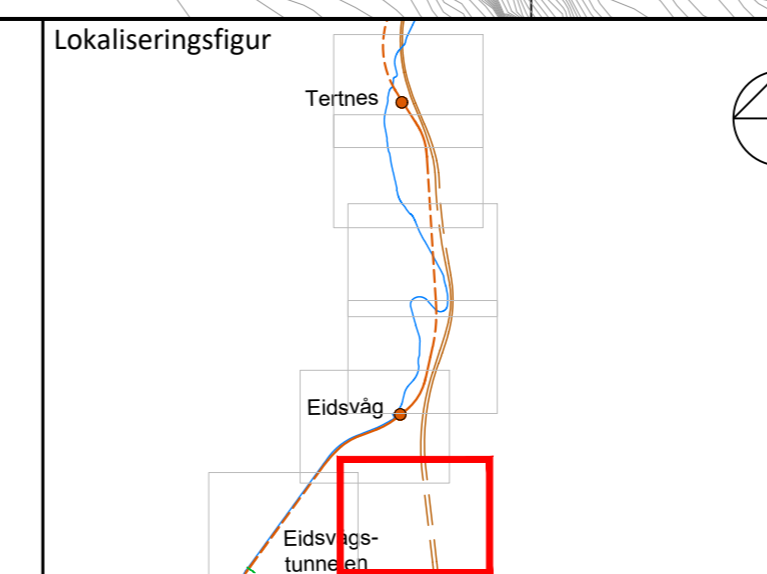 Lokaliseringsfigur
Tertnes
Eidsvåg
Eidsvågs-
tunnelen